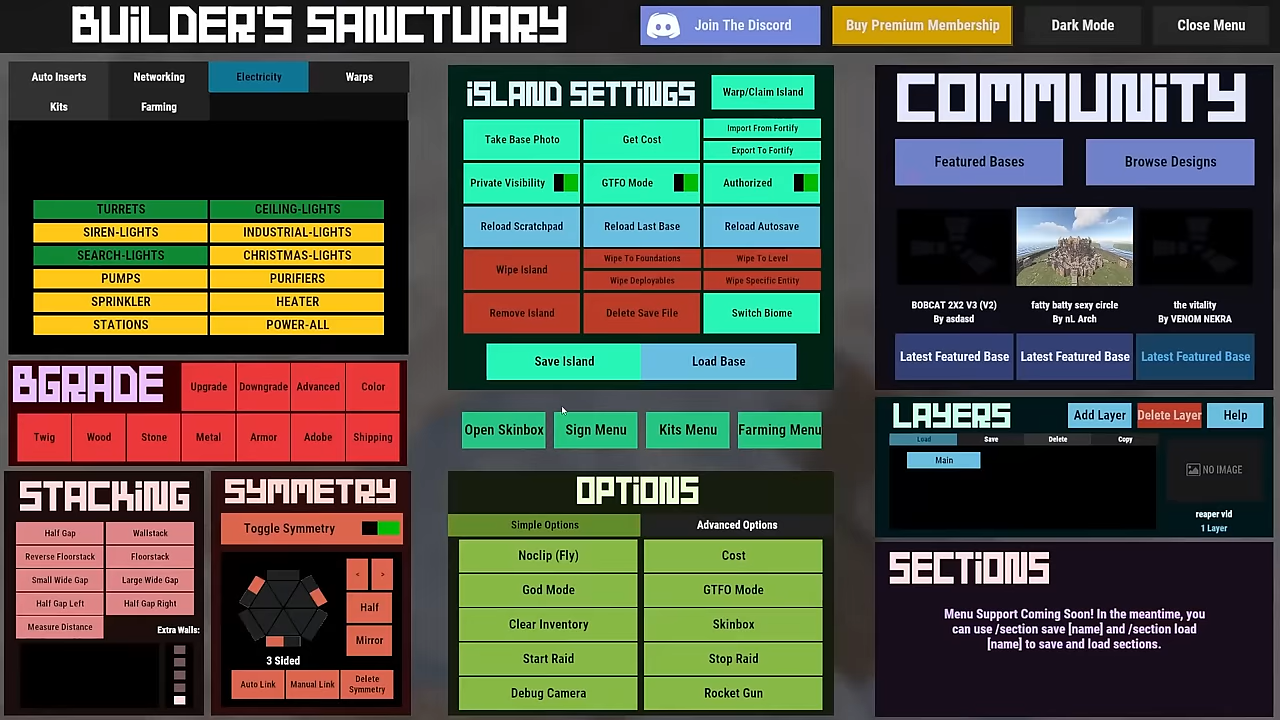 BUILDER'S SANCTUARY
Join The Discord
Buy Premium Membership
Dark Mode
Close Menu
Auto Inserts
Networking
Electricity
Warps
Kits
Farming
TURRETS
CEILING-LIGHTS
SIREN-LIGHTS
INDUSTRIAL-LIGHTS
SEARCH-LIGHTS
CHRISTMAS-LIGHTS
PUMPS
PURIFIERS
SPRINKLER
HEATER
STATIONS
POWER-ALL
BGRADE
Upgrade
Downgrade
Advanced
Color
Twig
Wood
Stone
Metal
Armor
Adobe
Shipping
STACKING
Half Gap
Wallstack
Reverse Floorstack
Floorstack
Small Wide Gap
Large Wide Gap
Half Gap Left
Half Gap Right
Measure Distance
Extra Walls:
SYMMETRY
Toggle Symmetry
<
>
Half
Mirror
3 Sided
Auto Link
Manual Link
Delete
Symmetry
ISLAND SETTINGS
Warp/Claim Island
Take Base Photo
Get Cost
Import From Fortify
Export To Fortify
Private Visibility
GTFO Mode
Authorized
Reload Scratchpad
Reload Last Base
Reload Autosave
Wipe Island
Wipe To Foundations
Wipe To Level
Wipe Deployables
Wipe Specific Entity
Remove Island
Delete Save File
Switch Biome
Save Island
Load Base
Open Skinbox
Sign Menu
Kits Menu
Farming Menu
OPTIONS
Simple Options
Advanced Options
Noclip (Fly)
Cost
God Mode
GTFO Mode
Clear Inventory
Skinbox
Start Raid
Stop Raid
Debug Camera
Rocket Gun
COMMUNITY
Featured Bases
Browse Designs
BOBCAT 2X2 V3 (V2)
By asdasd
fatty batty sexy circle
By nL Arch
the vitality
By VENOM NEKRA
Latest Featured Base
Latest Featured Base
Latest Featured Base
LAYERS
Add Layer
Delete Layer
Help
Load
Save
Delete
Copy
Main
NO IMAGE
reaper vid
1 Layer
SECTIONS
Menu Support Coming Soon! In the meantime, you
can use /section save [name] and /section load
[name] to save and load sections.